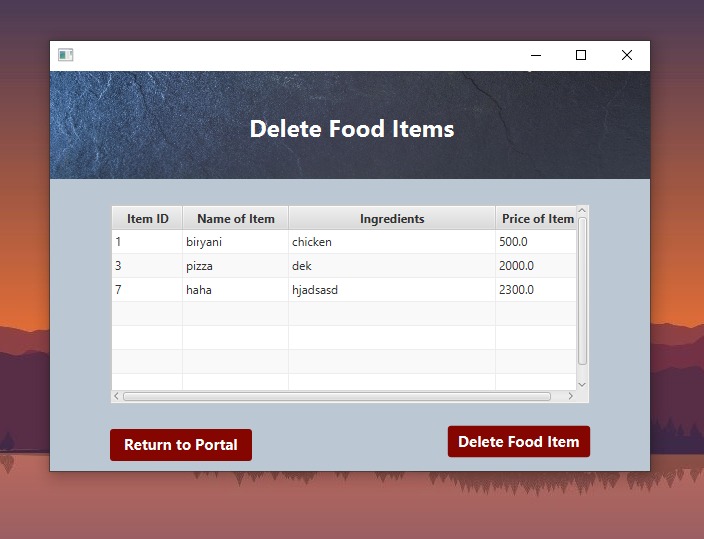 Delete Food Items
Item ID Name of Item Ingredients Price of Item
1 biryani chicken 500.0
3 pizza dek 2000.0
7 haha hjadsasd 2300.0
Return to Portal Delete Food Item